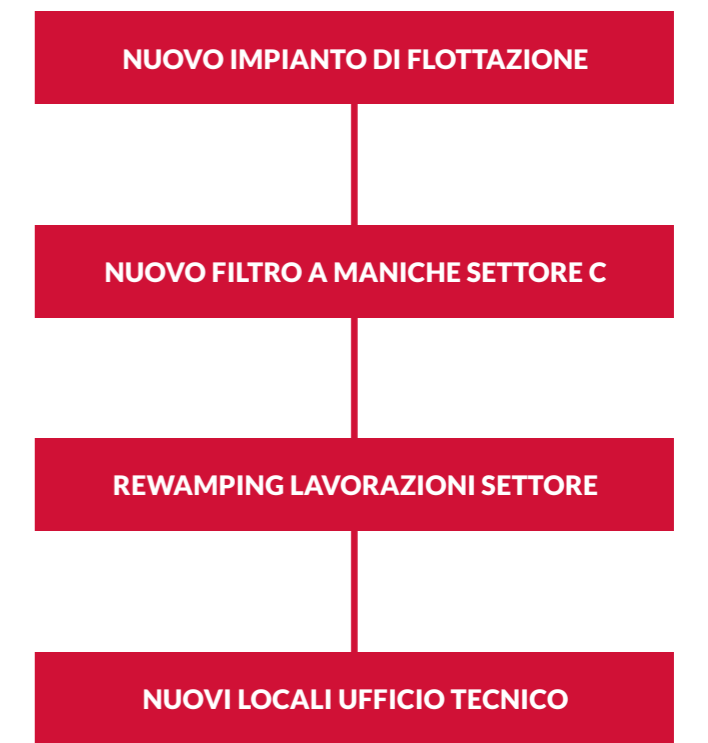 NUOVO IMPIANTO DI FLOTTAZIONE
NUOVO FILTRO A MANICHE SETTORE C
REWAMPING LAVORAZIONI SETTORE
NUOVI LOCALI UFFICIO TECNICO